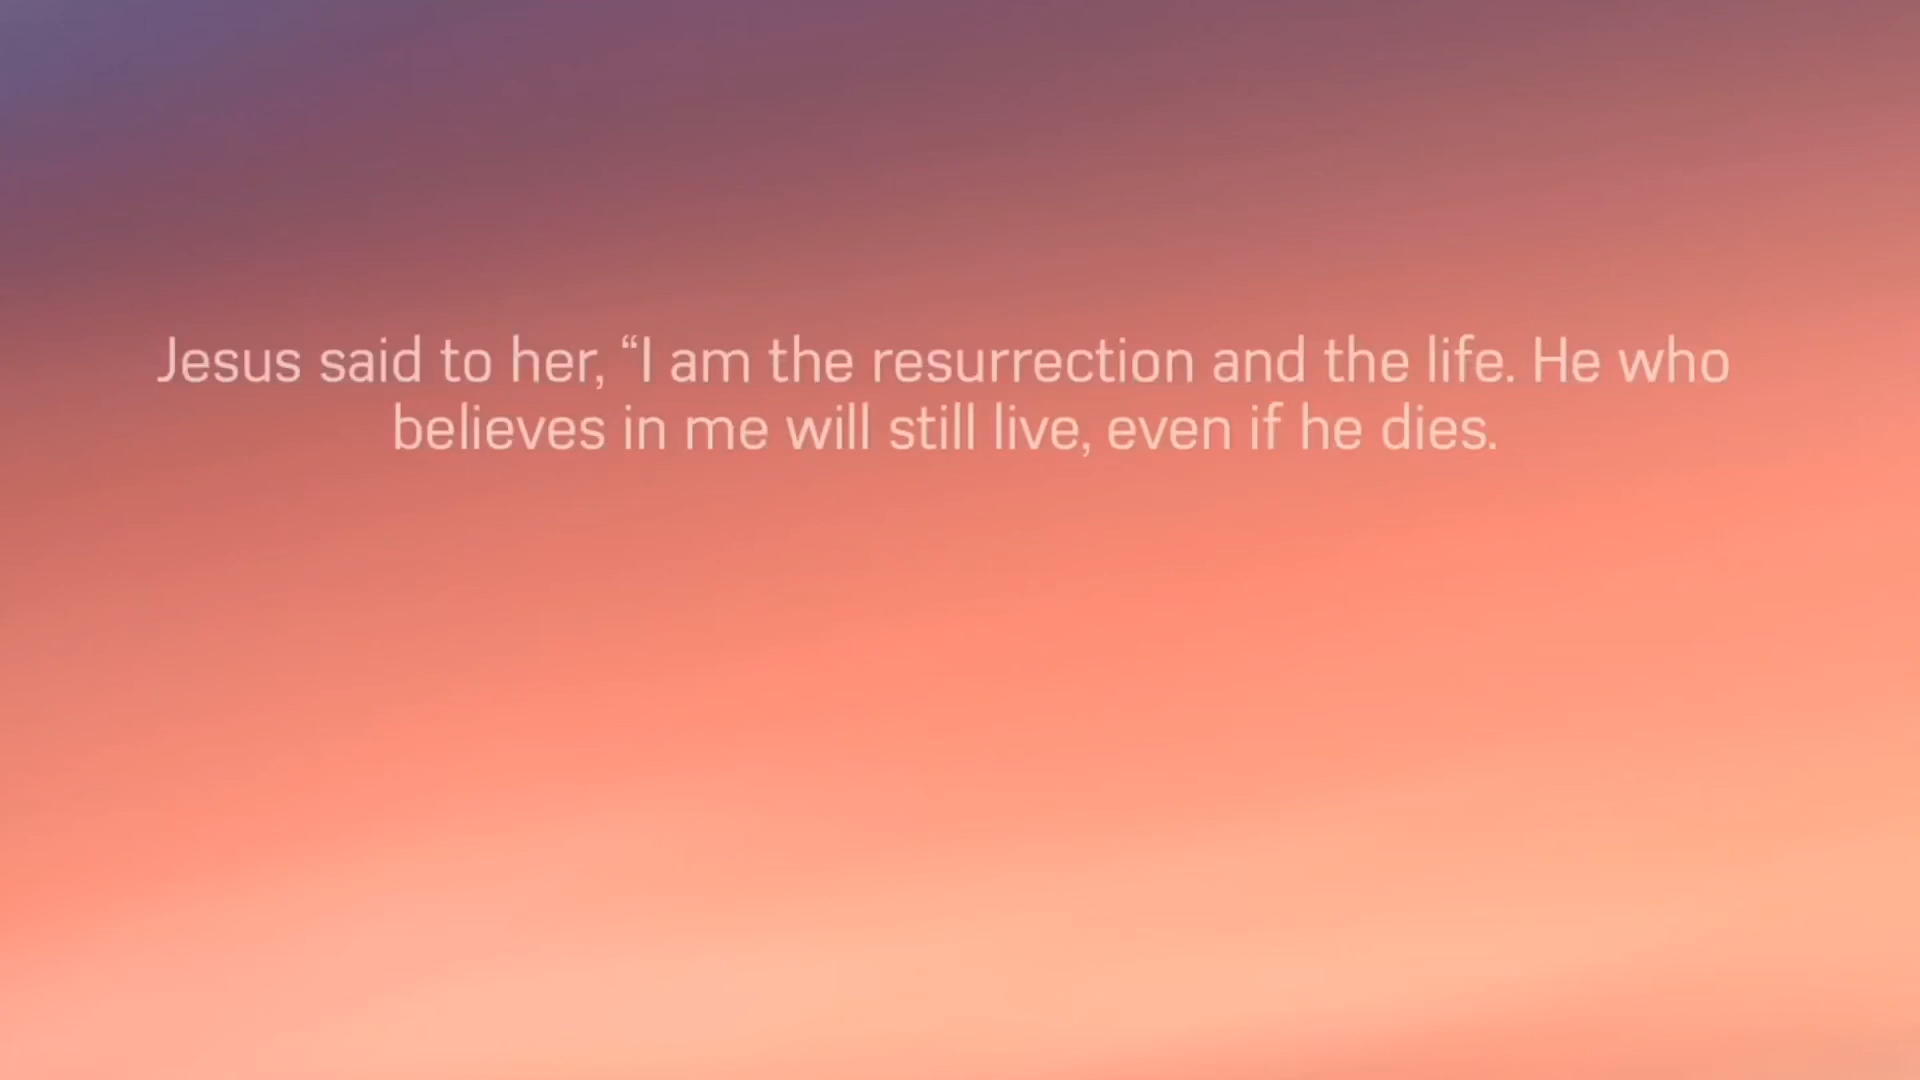 Jesus said to her, “I am the resurrection and the life. He who
believes in me will still live, even if he dies.